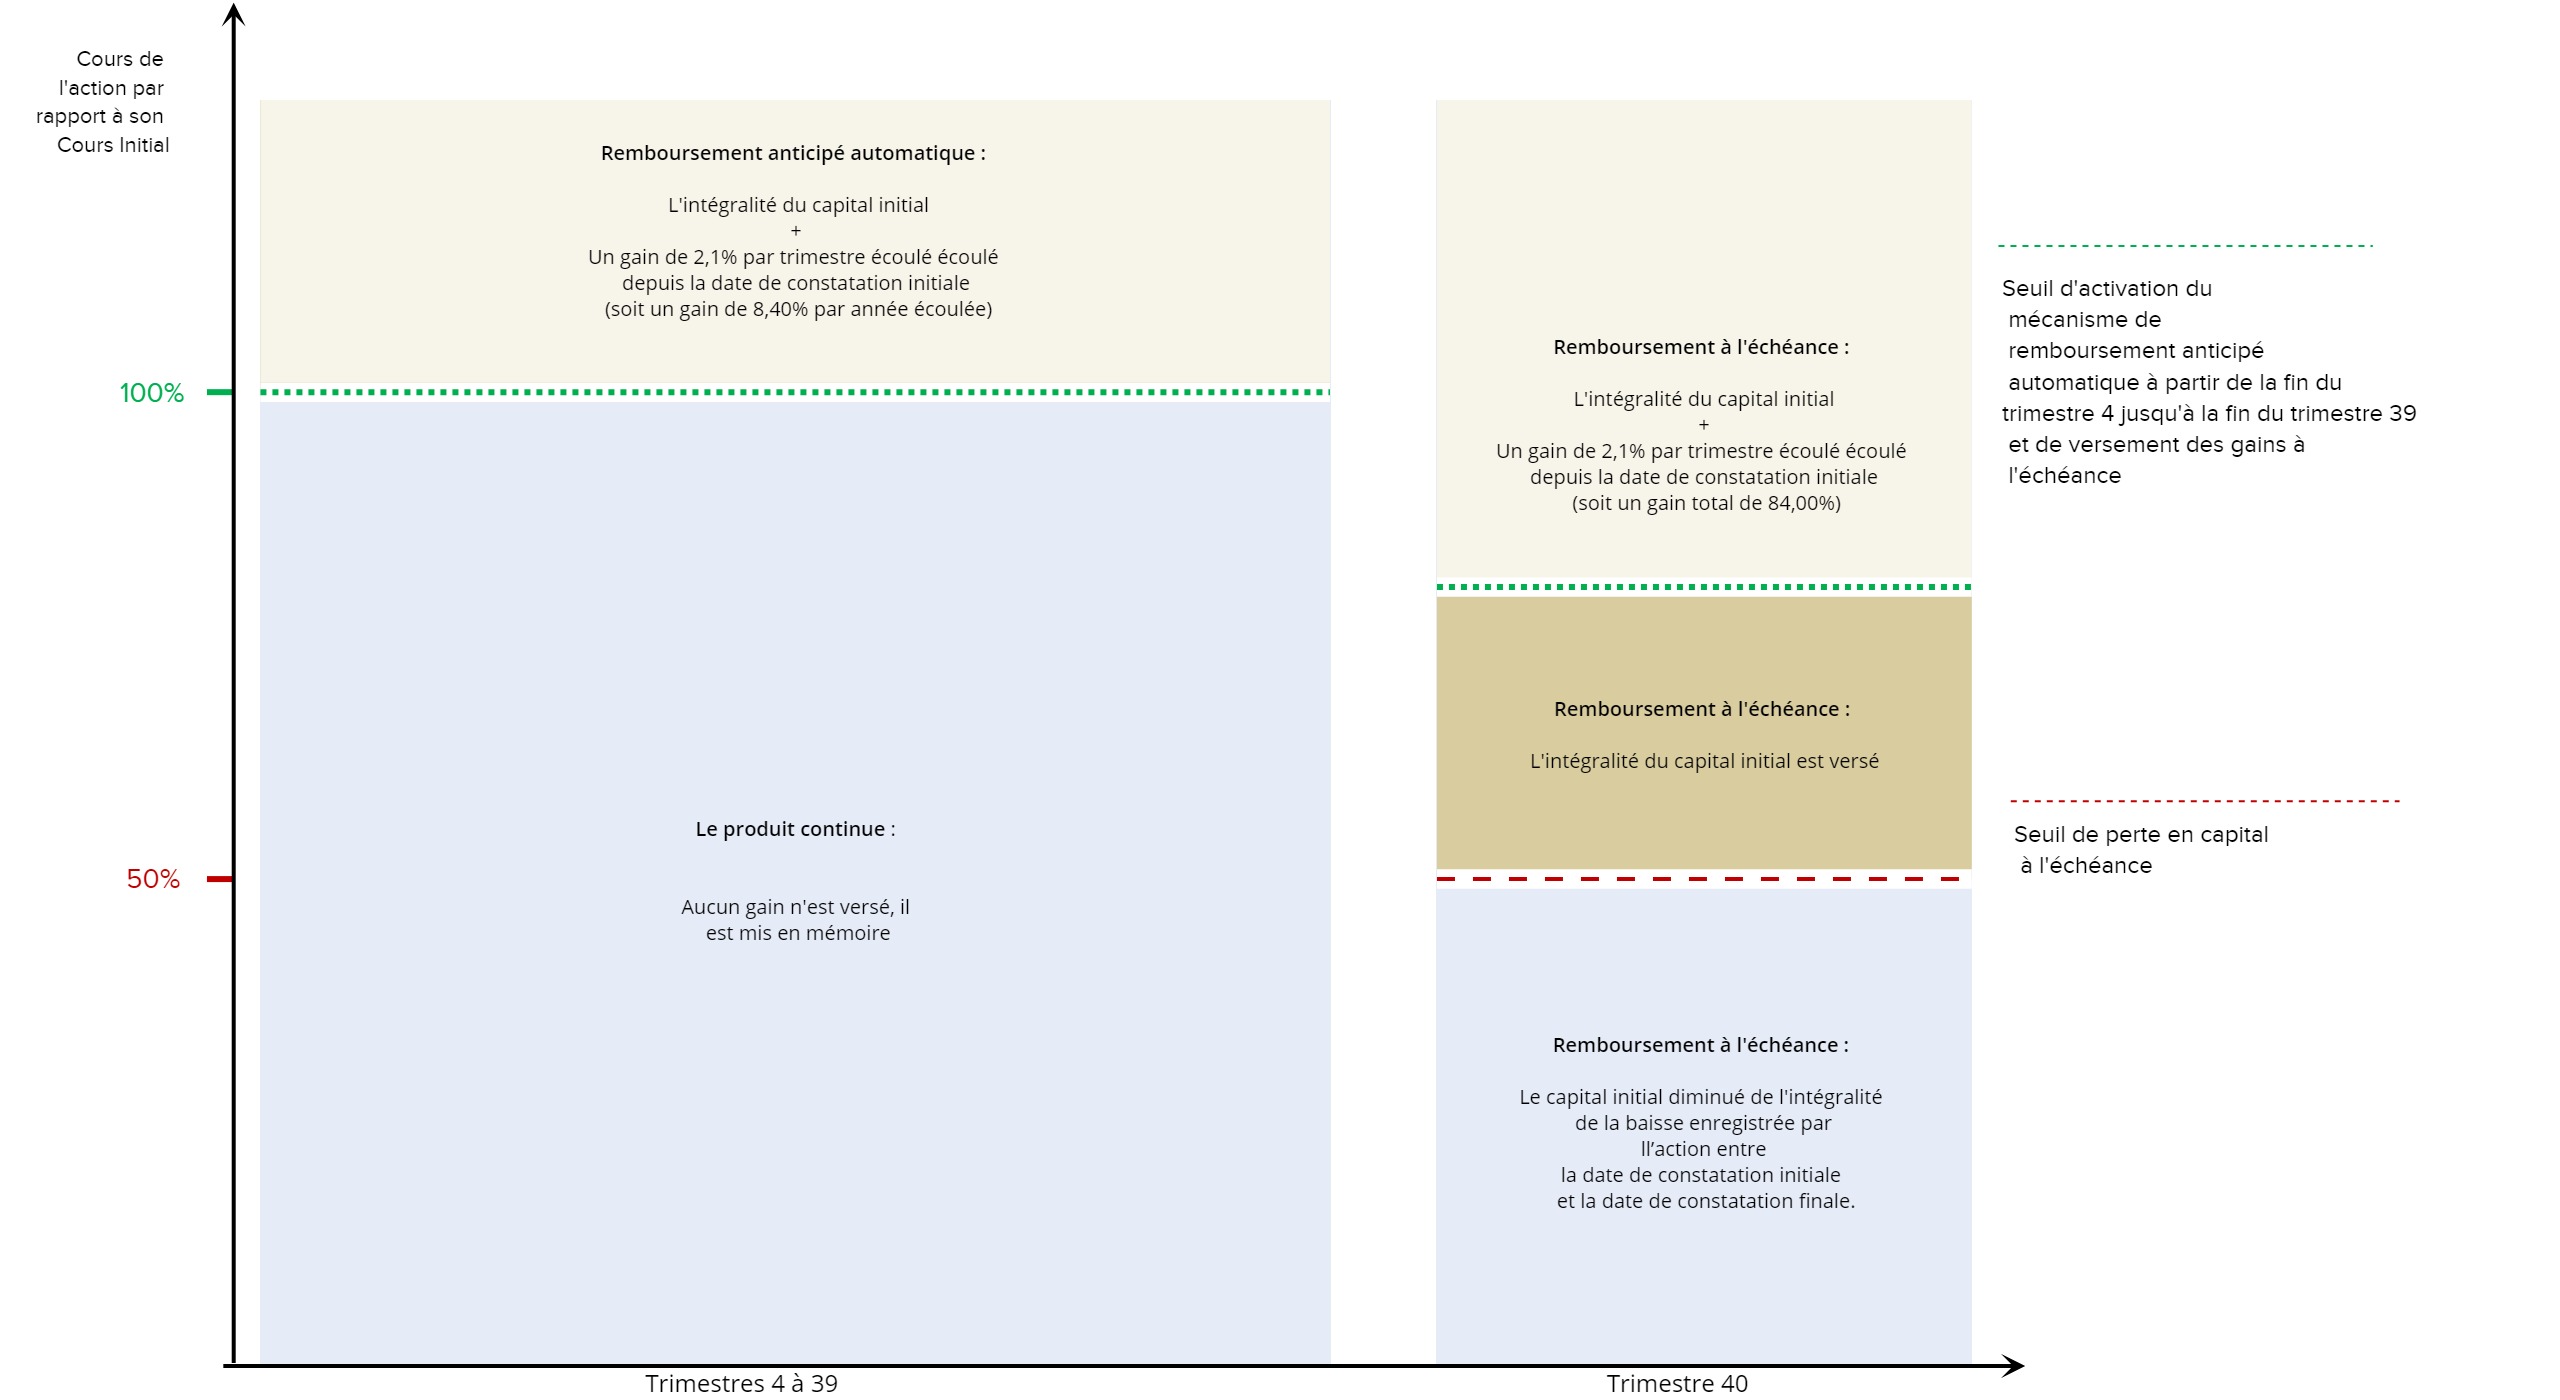 Cours de
l'action par
rapport à son
Cours Initial
Remboursement anticipé automatique :
L'intégralité du capital initial
+
Un gain de 2,1% par trimestre écoulé écoulé
depuis la date de constatation initiale
(soit un gain de 8,40% par année écoulée)
100%
Le produit continue :
Aucun gain n'est versé, il
est mis en mémoire
50%
Remboursement à l'échéance :
L'intégralité du capital initial
+
Un gain de 2,1% par trimestre écoulé écoulé
depuis la date de constatation initiale
(soit un gain total de 84,00%)
Remboursement à l'échéance :
L'intégralité du capital initial est versé
Remboursement à l'échéance :
Le capital initial diminué de l'intégralité
de la baisse enregistrée par
ll’action entre
la date de constatation initiale
et la date de constatation finale.
Seuil d'activation du
mécanisme de
remboursement anticipé
automatique à partir de la fin du
trimestre 4 jusqu'à la fin du trimestre 39
et de versement des gains à
l'échéance
Seuil de perte en capital
à l'échéance
Trimestres 4 à 39
Trimestre 40